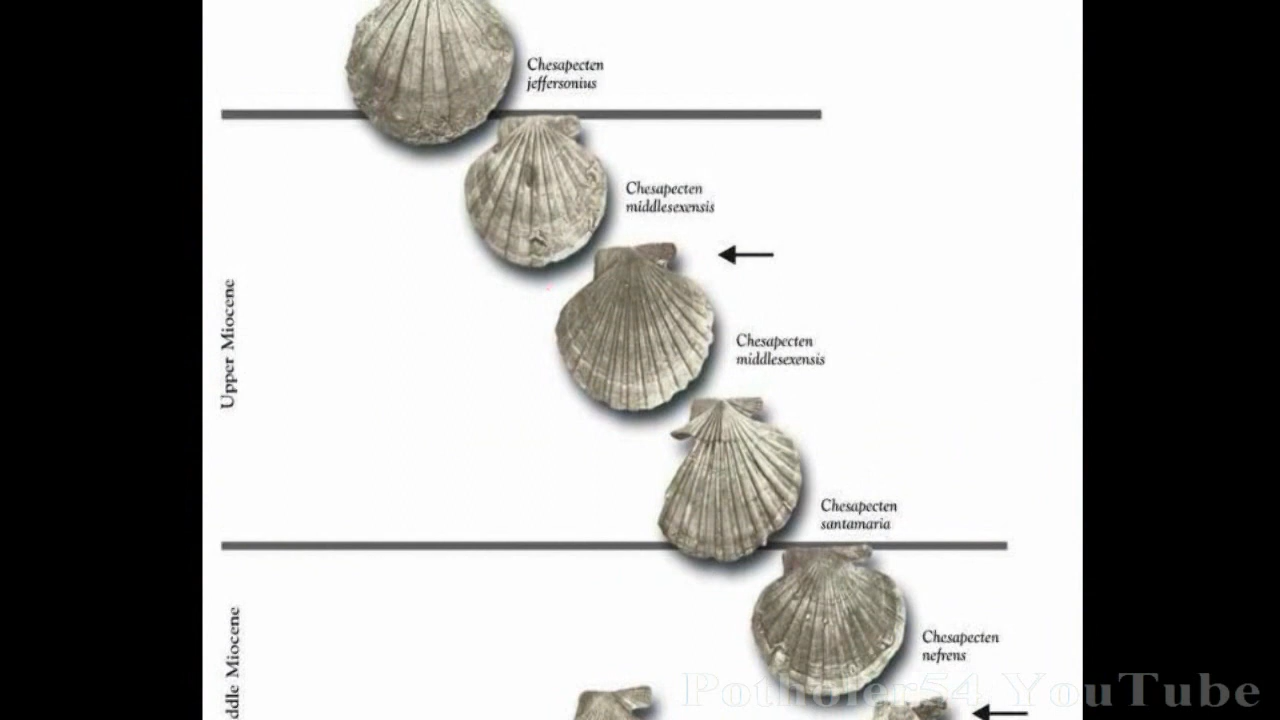 Chesapecten
jeffersonius
Chesapecten
middlesexensis
Upper Miocene
Chesapecten
middlesexensis
Chesapecten
santamaria
ddle Miocene
Chesapecten
nefrens
Potholer54 YouTube